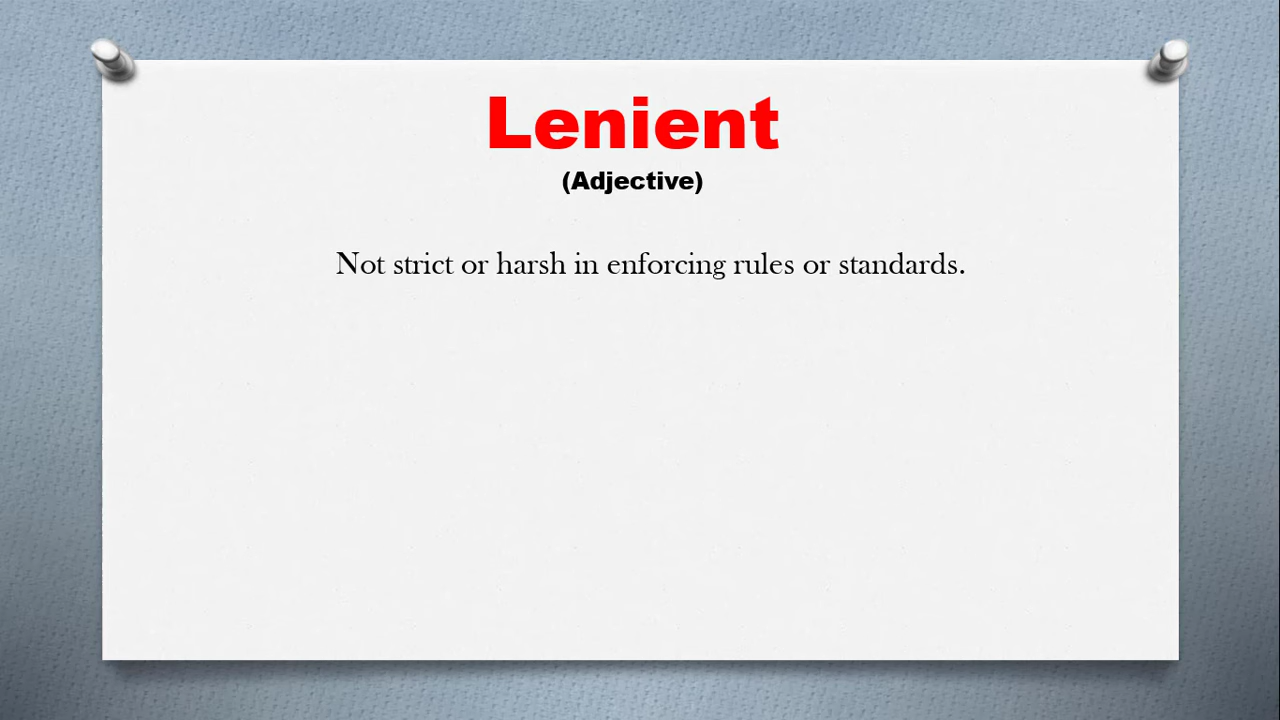 Lenient
(Adjective)
Not strict or harsh in enforcing rules or standards.